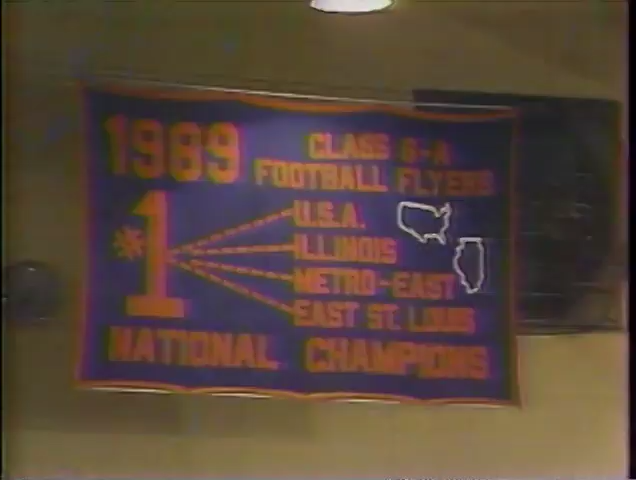 1989
CLASS 6-A
FOOTBALL FLYERS
#1
U.S.A.
ILLINOIS
METRO-EAST
EAST ST. LOUIS
NATIONAL CHAMPIONS